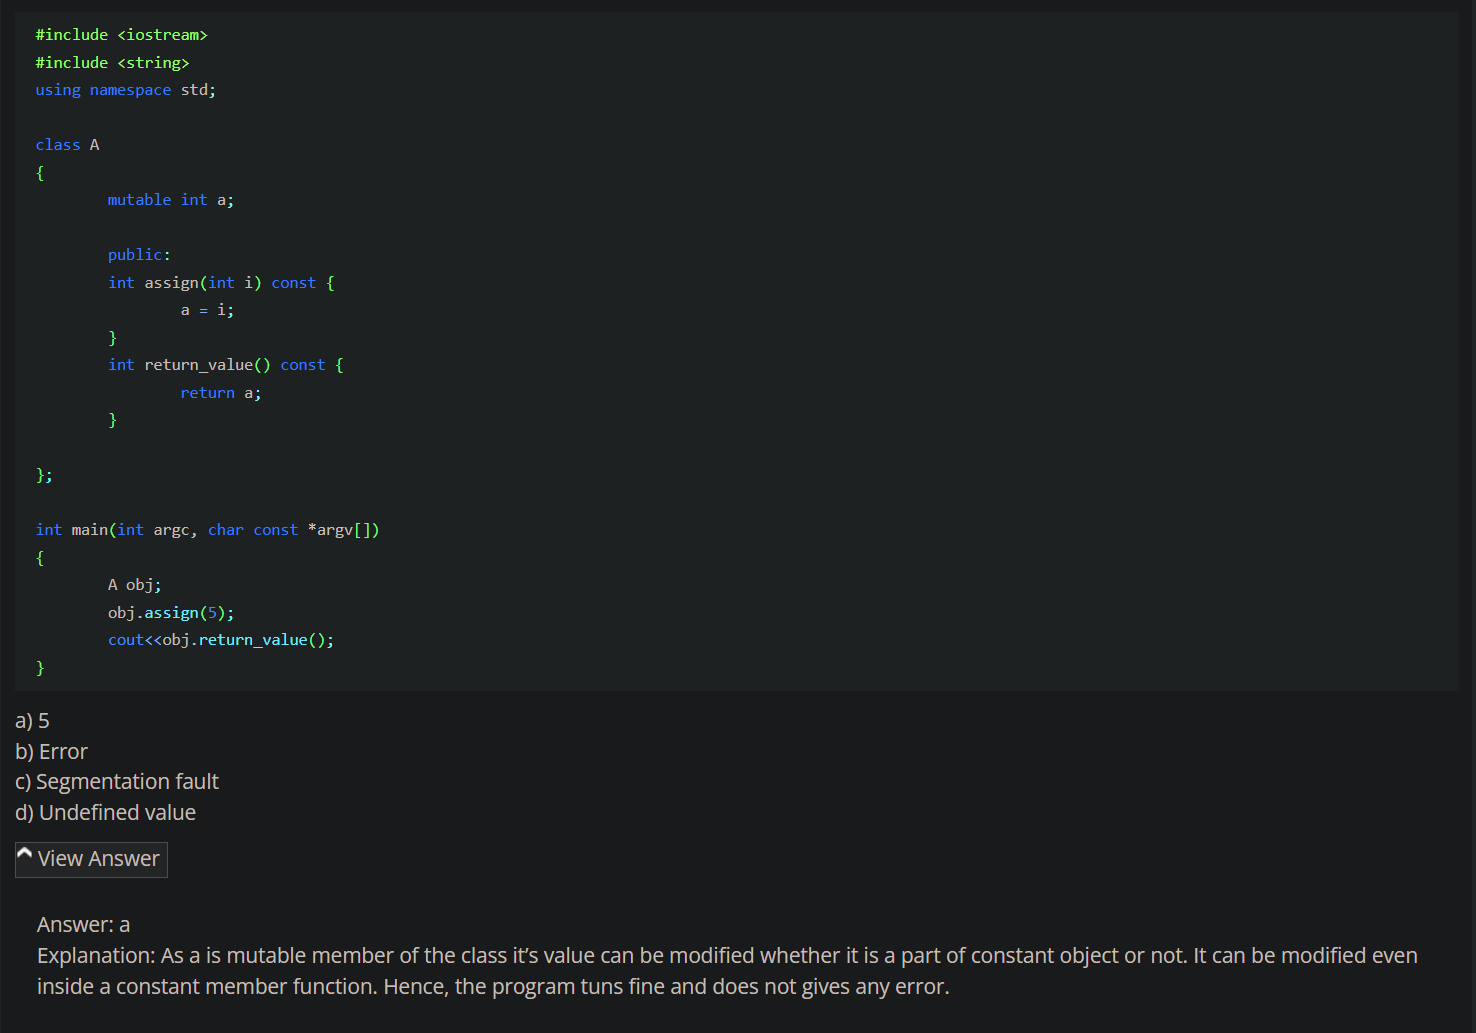 #include <iostream>
#include <string>
using namespace std;
class A
{
mutable int a;
public:
int assign(int i) const {
a = i;
}
int return_value() const {
return a;
}
};
int main(int argc, char const *argv[])
{
A obj;
obj.assign(5);
cout<<obj.return_value();
}
a) 5
b) Error
c) Segmentation fault
d) Undefined value
View Answer
Answer: a
Explanation: As a is mutable member of the class it’s value can be modified whether it is a part of constant object or not. It can be modified even
inside a constant member function. Hence, the program tuns fine and does not gives any error.